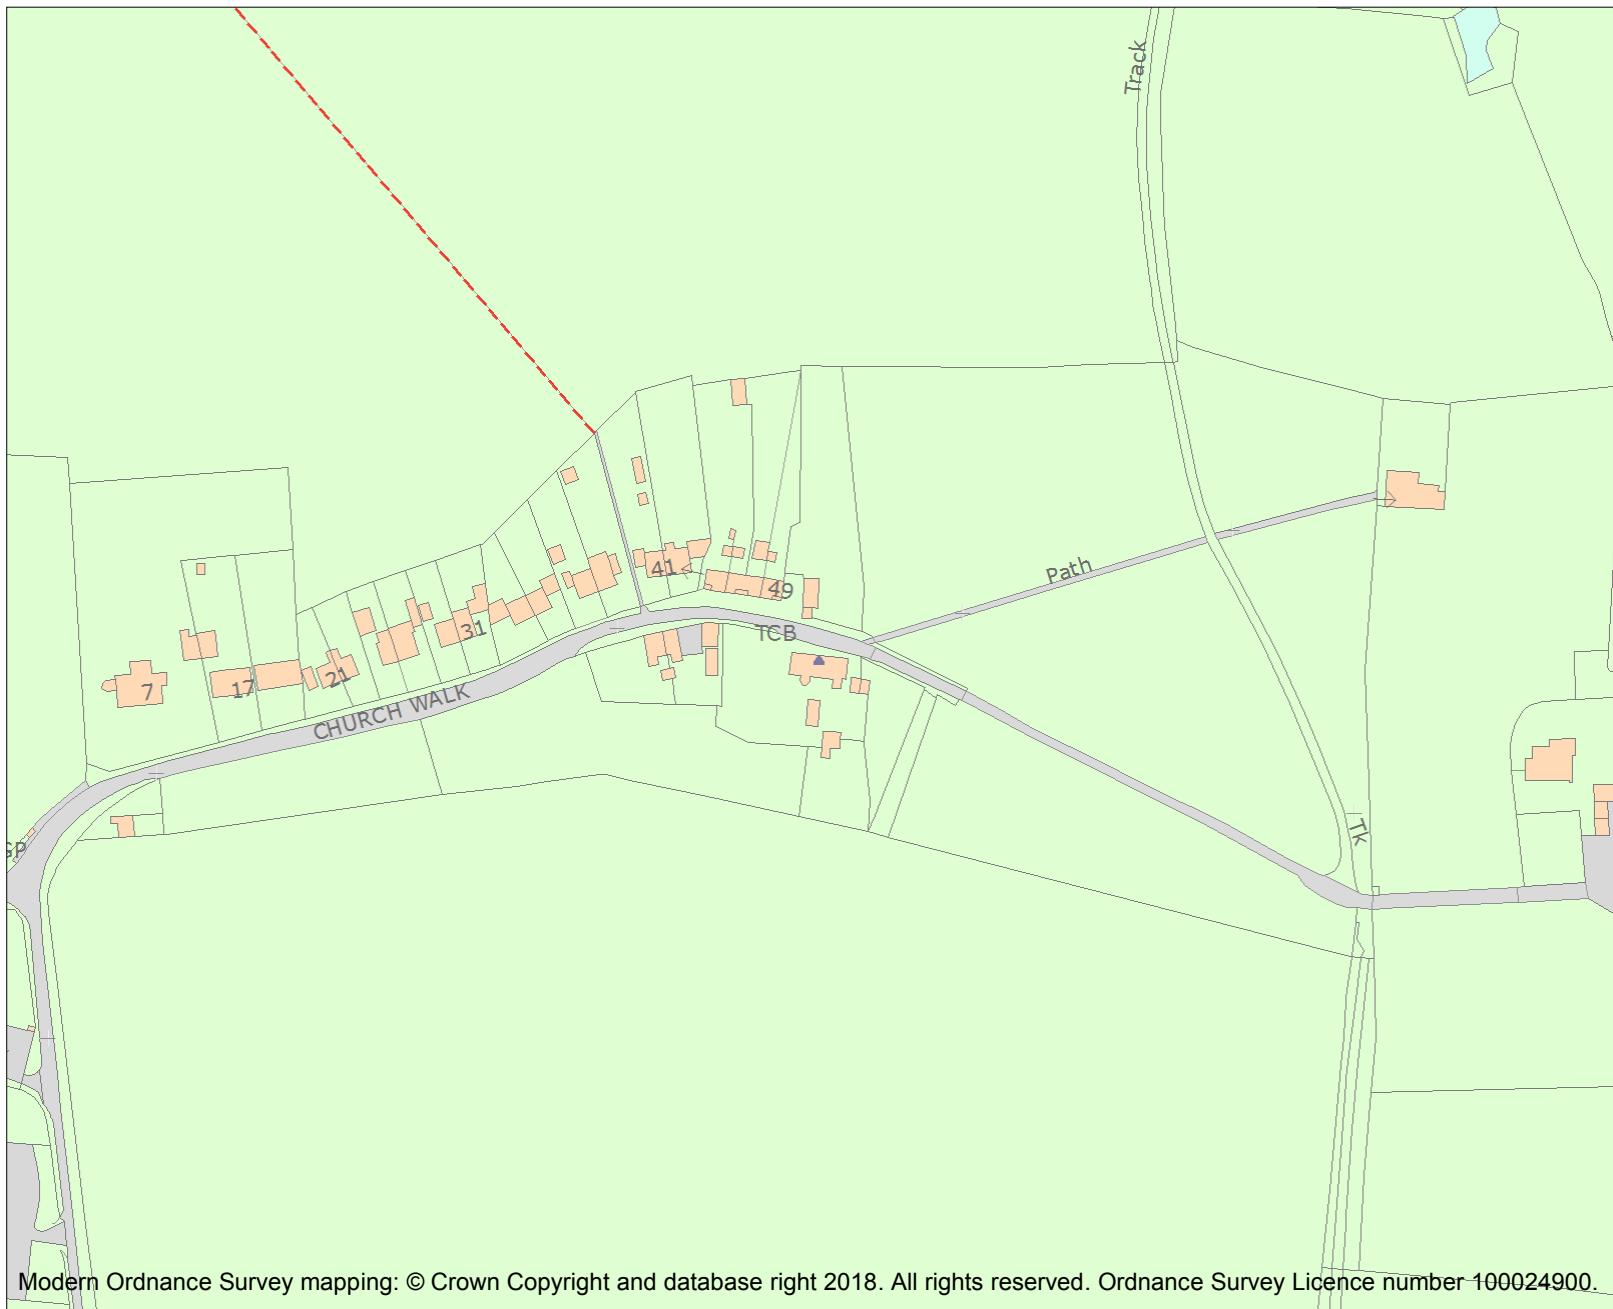 Track
Path
41
49
TCB
31
21
17
7
CHURCH WALK
Tk
GP
Modern Ordnance Survey mapping: © Crown Copyright and database right 2018. All rights reserved. Ordnance Survey Licence number 100024900.